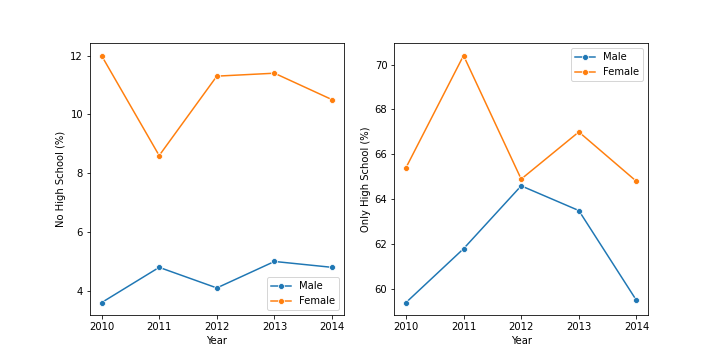 No High School (%)
12
10
8
6
4
2010 2011 2012 2013 2014
Year
Male
Female
Only High School (%)
70
68
66
64
62
60
2010 2011 2012 2013 2014
Year
Male
Female